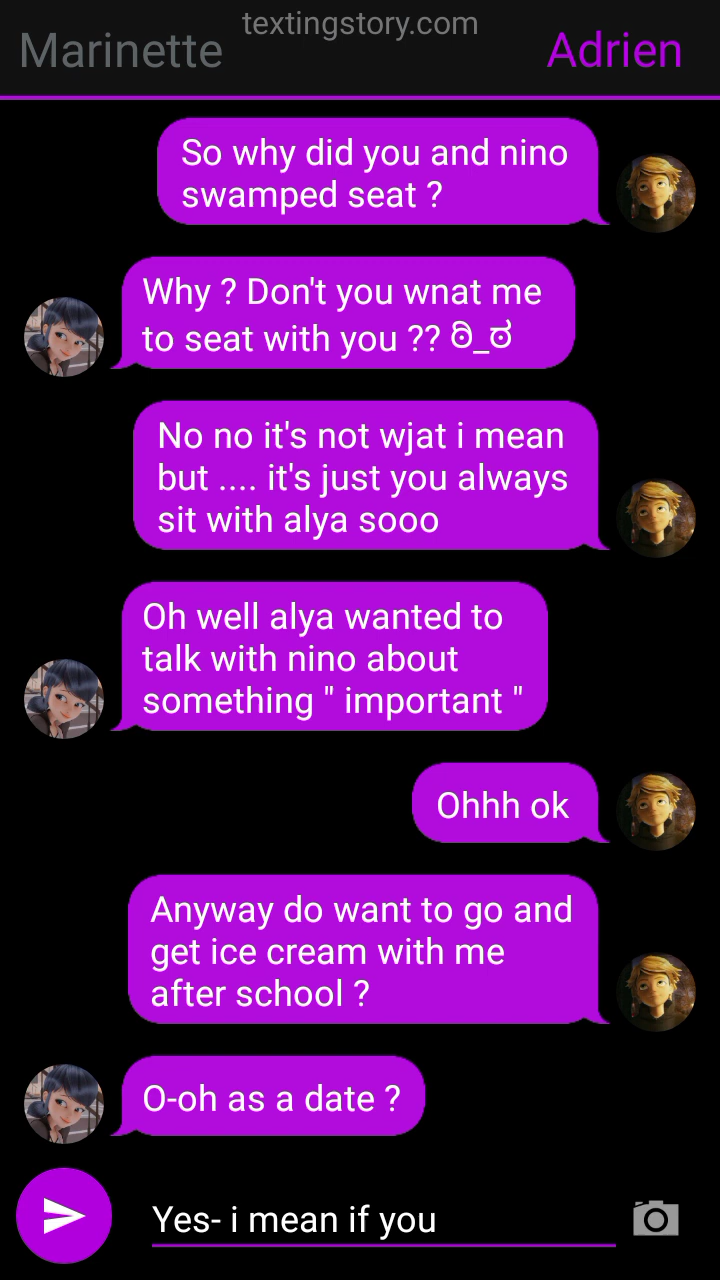 textingstory.com
Marinette
Adrien
So why did you and nino
swamped seat ?
Why ? Don't you wnat me
to seat with you ?? ಠ_ಠ
No no it's not wjat i mean
but .... it's just you always
sit with alya sooo
Oh well alya wanted to
talk with nino about
something " important "
Ohhh ok
Anyway do want to go and
get ice cream with me
after school ?
O-oh as a date ?
Yes- i mean if you